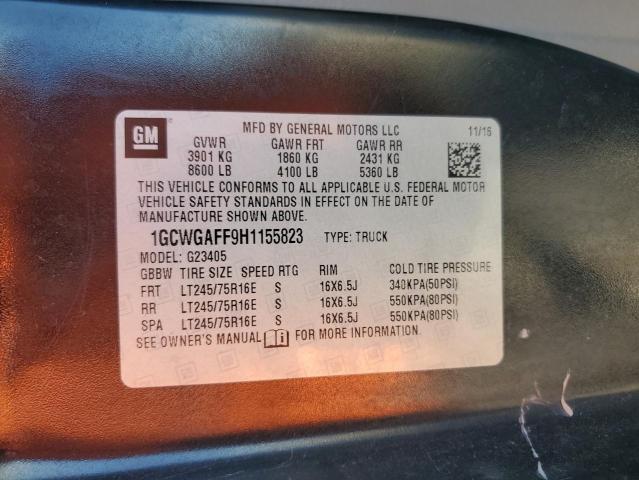 GM
®
MFD BY GENERAL MOTORS LLC 11/16
GVWR GAWR FRT GAWR RR
3901 KG 1860 KG 2431 KG
8600 LB 4100 LB 5360 LB
THIS VEHICLE CONFORMS TO ALL APPLICABLE U.S. FEDERAL MOTOR
VEHICLE SAFETY STANDARDS IN EFFECT ON THE DATE OF
MANUFACTURE SHOWN ABOVE.
1GCWGAFF9H1155823 TYPE: TRUCK
MODEL: G23405
GBBW TIRE SIZE SPEED RTG RIM COLD TIRE PRESSURE
FRT LT245/75R16E S 16X6.5J 340KPA(50PSI)
RR LT245/75R16E S 16X6.5J 550KPA(80PSI)
SPA LT245/75R16E S 16X6.5J 550KPA(80PSI)
SEE OWNER'S MANUAL FOR MORE INFORMATION.